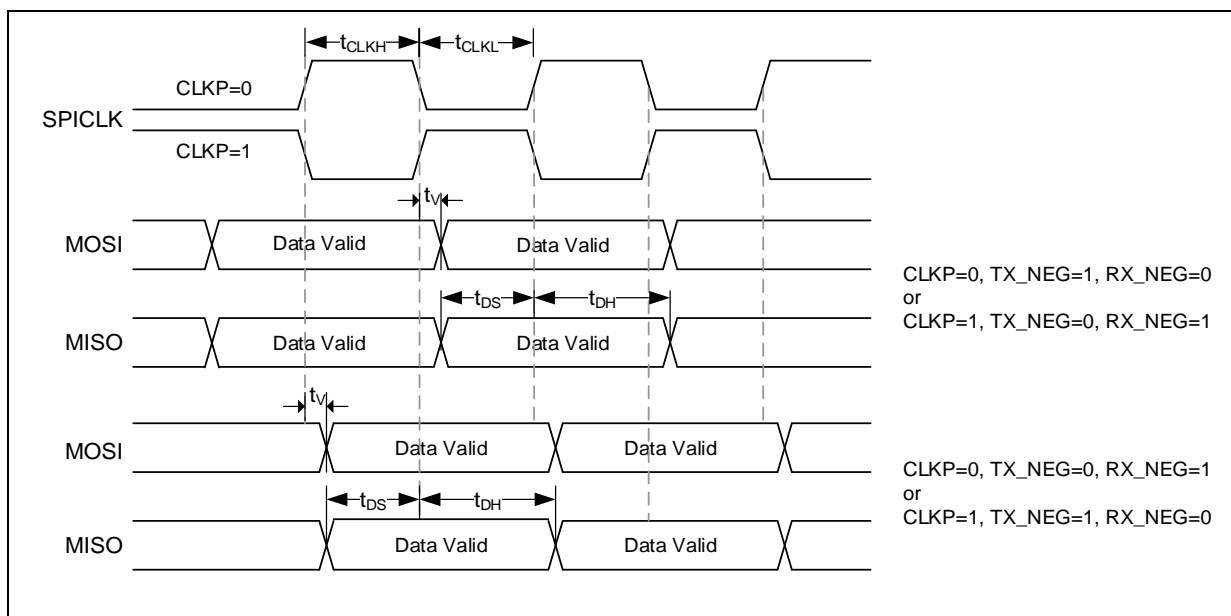 tCLKH tCLKL
CLKP=0
SPICLK
CLKP=1
tV
MOSI Data Valid Data Valid
tDS tDH
MISO Data Valid Data Valid
CLKP=0, TX_NEG=1, RX_NEG=0
or
CLKP=1, TX_NEG=0, RX_NEG=1
tV
MOSI Data Valid Data Valid
tDS tDH
MISO Data Valid Data Valid
CLKP=0, TX_NEG=0, RX_NEG=1
or
CLKP=1, TX_NEG=1, RX_NEG=0